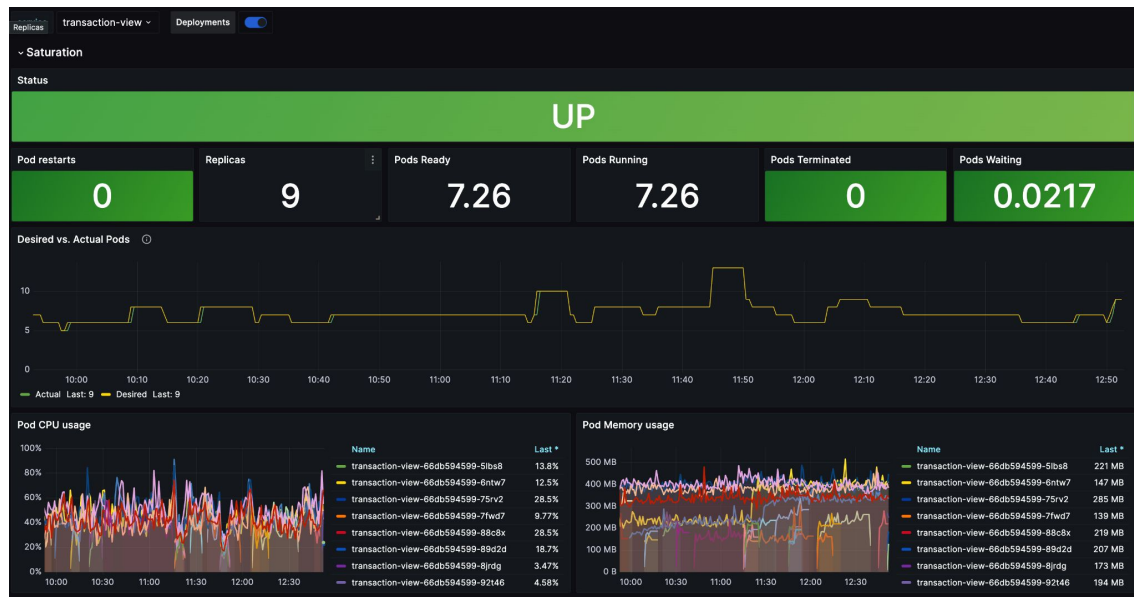 Replicas
transaction-view
Deployments
Saturation
Status
UP
Pod restarts
Replicas
Pods Ready
Pods Running
Pods Terminated
Pods Waiting
0
9
7.26
7.26
0
0.0217
Desired vs. Actual Pods
10
5
0
10:00 10:10 10:20 10:30 10:40 10:50 11:00 11:10 11:20 11:30 11:40 11:50 12:00 12:10 12:20 12:30 12:40 12:50
Actual Last: 9 Desired Last: 9
Pod CPU usage
100%
80%
60%
40%
20%
0%
10:00 10:30 11:00 11:30 12:00 12:30
Name Last *
transaction-view-66db594599-5lbs8 13.8%
transaction-view-66db594599-6ntw7 12.5%
transaction-view-66db594599-75rv2 28.5%
transaction-view-66db594599-7fwd7 9.77%
transaction-view-66db594599-88c8x 28.5%
transaction-view-66db594599-89d2d 18.7%
transaction-view-66db594599-8jrdg 3.47%
transaction-view-66db594599-92t46 4.58%
Pod Memory usage
500 MB
400 MB
300 MB
200 MB
100 MB
0 B
10:00 10:30 11:00 11:30 12:00 12:30
Name Last *
transaction-view-66db594599-5lbs8 221 MB
transaction-view-66db594599-6ntw7 147 MB
transaction-view-66db594599-75rv2 285 MB
transaction-view-66db594599-7fwd7 139 MB
transaction-view-66db594599-88c8x 219 MB
transaction-view-66db594599-89d2d 207 MB
transaction-view-66db594599-8jrdg 173 MB
transaction-view-66db594599-92t46 194 MB